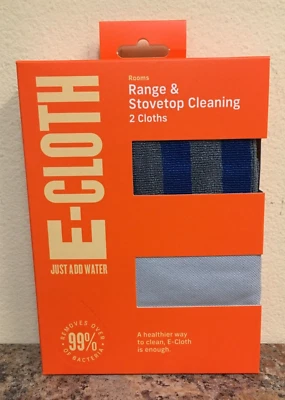 Rooms
Range &
Stovetop Cleaning
2 Cloths
E-CLOTH
JUST ADD WATER
REMOVES OVER
99%
OF BACTERIA
A healthier way
to clean, E-Cloth
is enough.